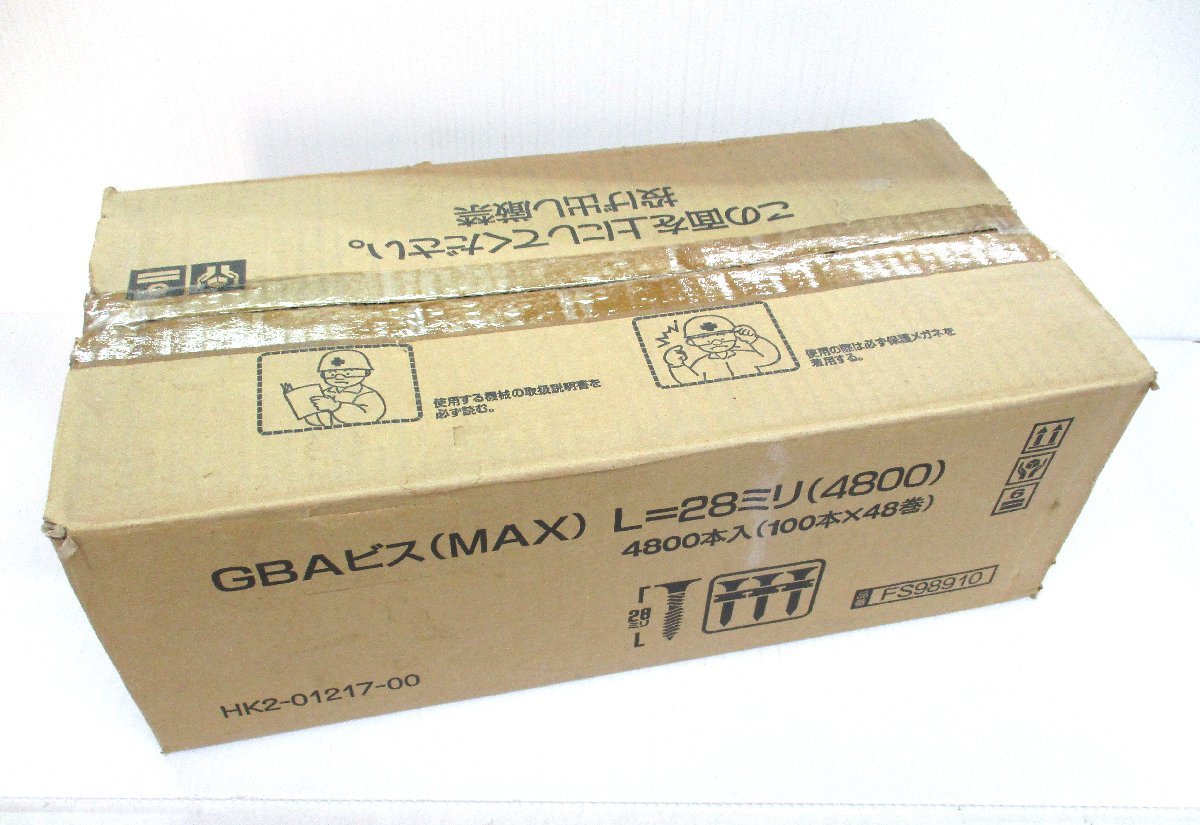 この面を上にしてください。
投げ出し厳禁
使用する機械の取扱説明書を
必ず読む。
使用の際は必ず保護メガネを
着用する。
GBAビス(MAX) L=28ミリ(4800)
4800本入(100本×48巻)
28
ミリ
L
FS98910
6
HK2-01217-00